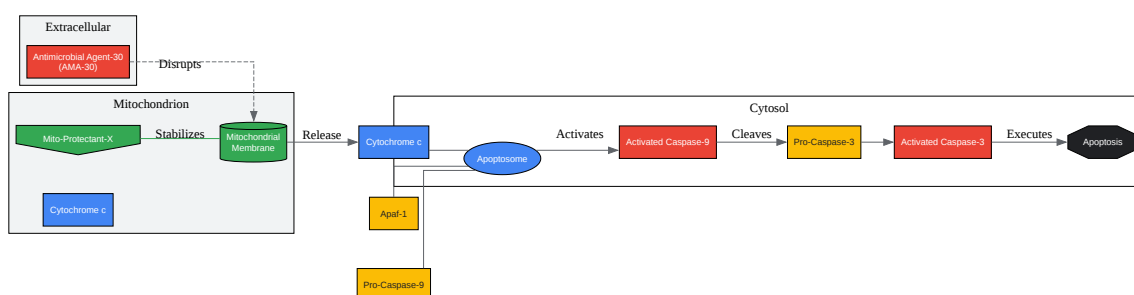 Extracellular
Antimicrobial Agent-30
(AMA-30)
Disrupts
Mitochondrion
Mito-Protectant-X
Stabilizes
Mitochondrial
Membrane
Cytochrome c
Release
Cytosol
Cytochrome c
Apoptosome
Activates
Activated Caspase-9
Cleaves
Pro-Caspase-3
Activated Caspase-3
Executes
Apoptosis
Apaf-1
Pro-Caspase-9